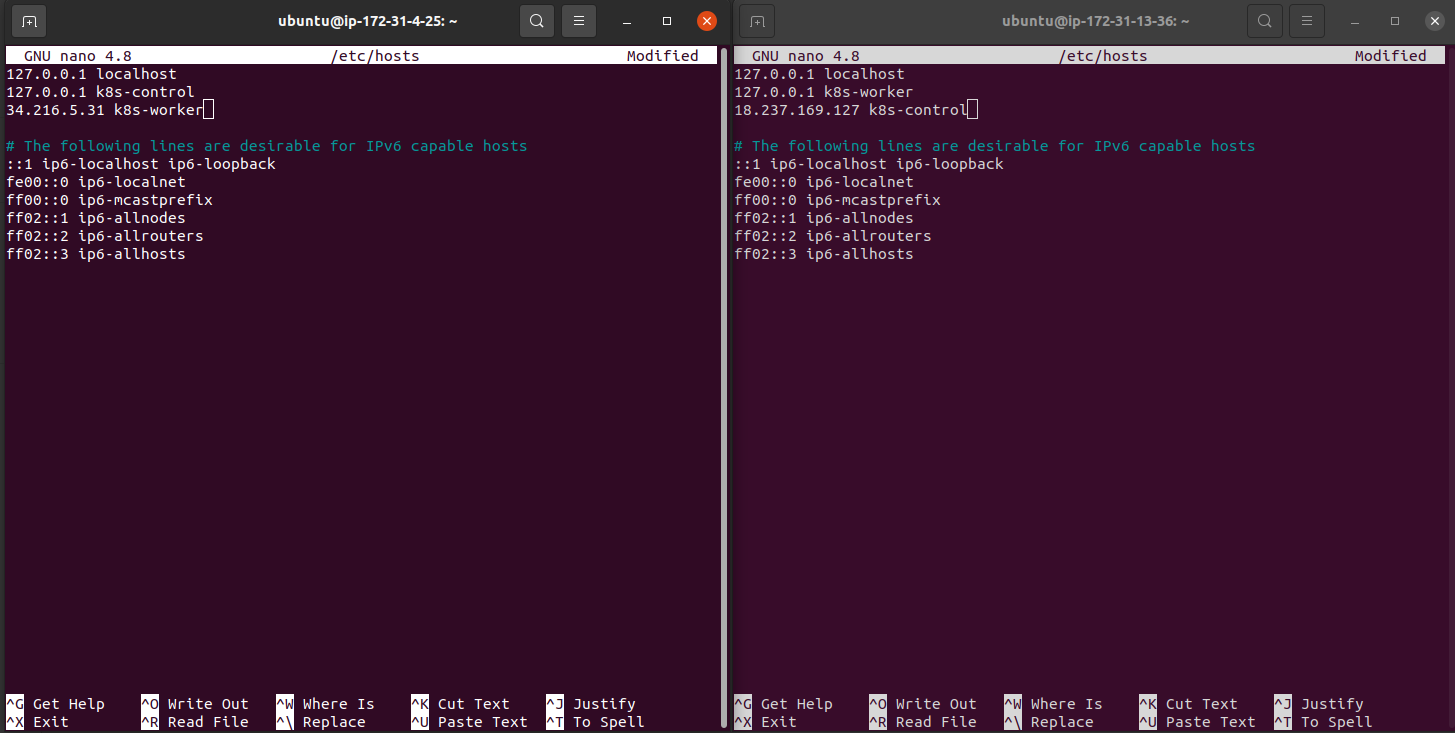 ubuntu@ip-172-31-4-25: ~
GNU nano 4.8 /etc/hosts Modified
127.0.0.1 localhost
127.0.0.1 k8s-control
34.216.5.31 k8s-worker
# The following lines are desirable for IPv6 capable hosts
::1 ip6-localhost ip6-loopback
fe00::0 ip6-localnet
ff00::0 ip6-mcastprefix
ff02::1 ip6-allnodes
ff02::2 ip6-allrouters
ff02::3 ip6-allhosts
^G Get Help ^O Write Out ^W Where Is ^K Cut Text ^J Justify
^X Exit ^R Read File ^\ Replace ^U Paste Text ^T To Spell
ubuntu@ip-172-31-13-36: ~
GNU nano 4.8 /etc/hosts Modified
127.0.0.1 localhost
127.0.0.1 k8s-worker
18.237.169.127 k8s-control
# The following lines are desirable for IPv6 capable hosts
::1 ip6-localhost ip6-loopback
fe00::0 ip6-localnet
ff00::0 ip6-mcastprefix
ff02::1 ip6-allnodes
ff02::2 ip6-allrouters
ff02::3 ip6-allhosts
^G Get Help ^O Write Out ^W Where Is ^K Cut Text ^J Justify
^X Exit ^R Read File ^\ Replace ^U Paste Text ^T To Spell